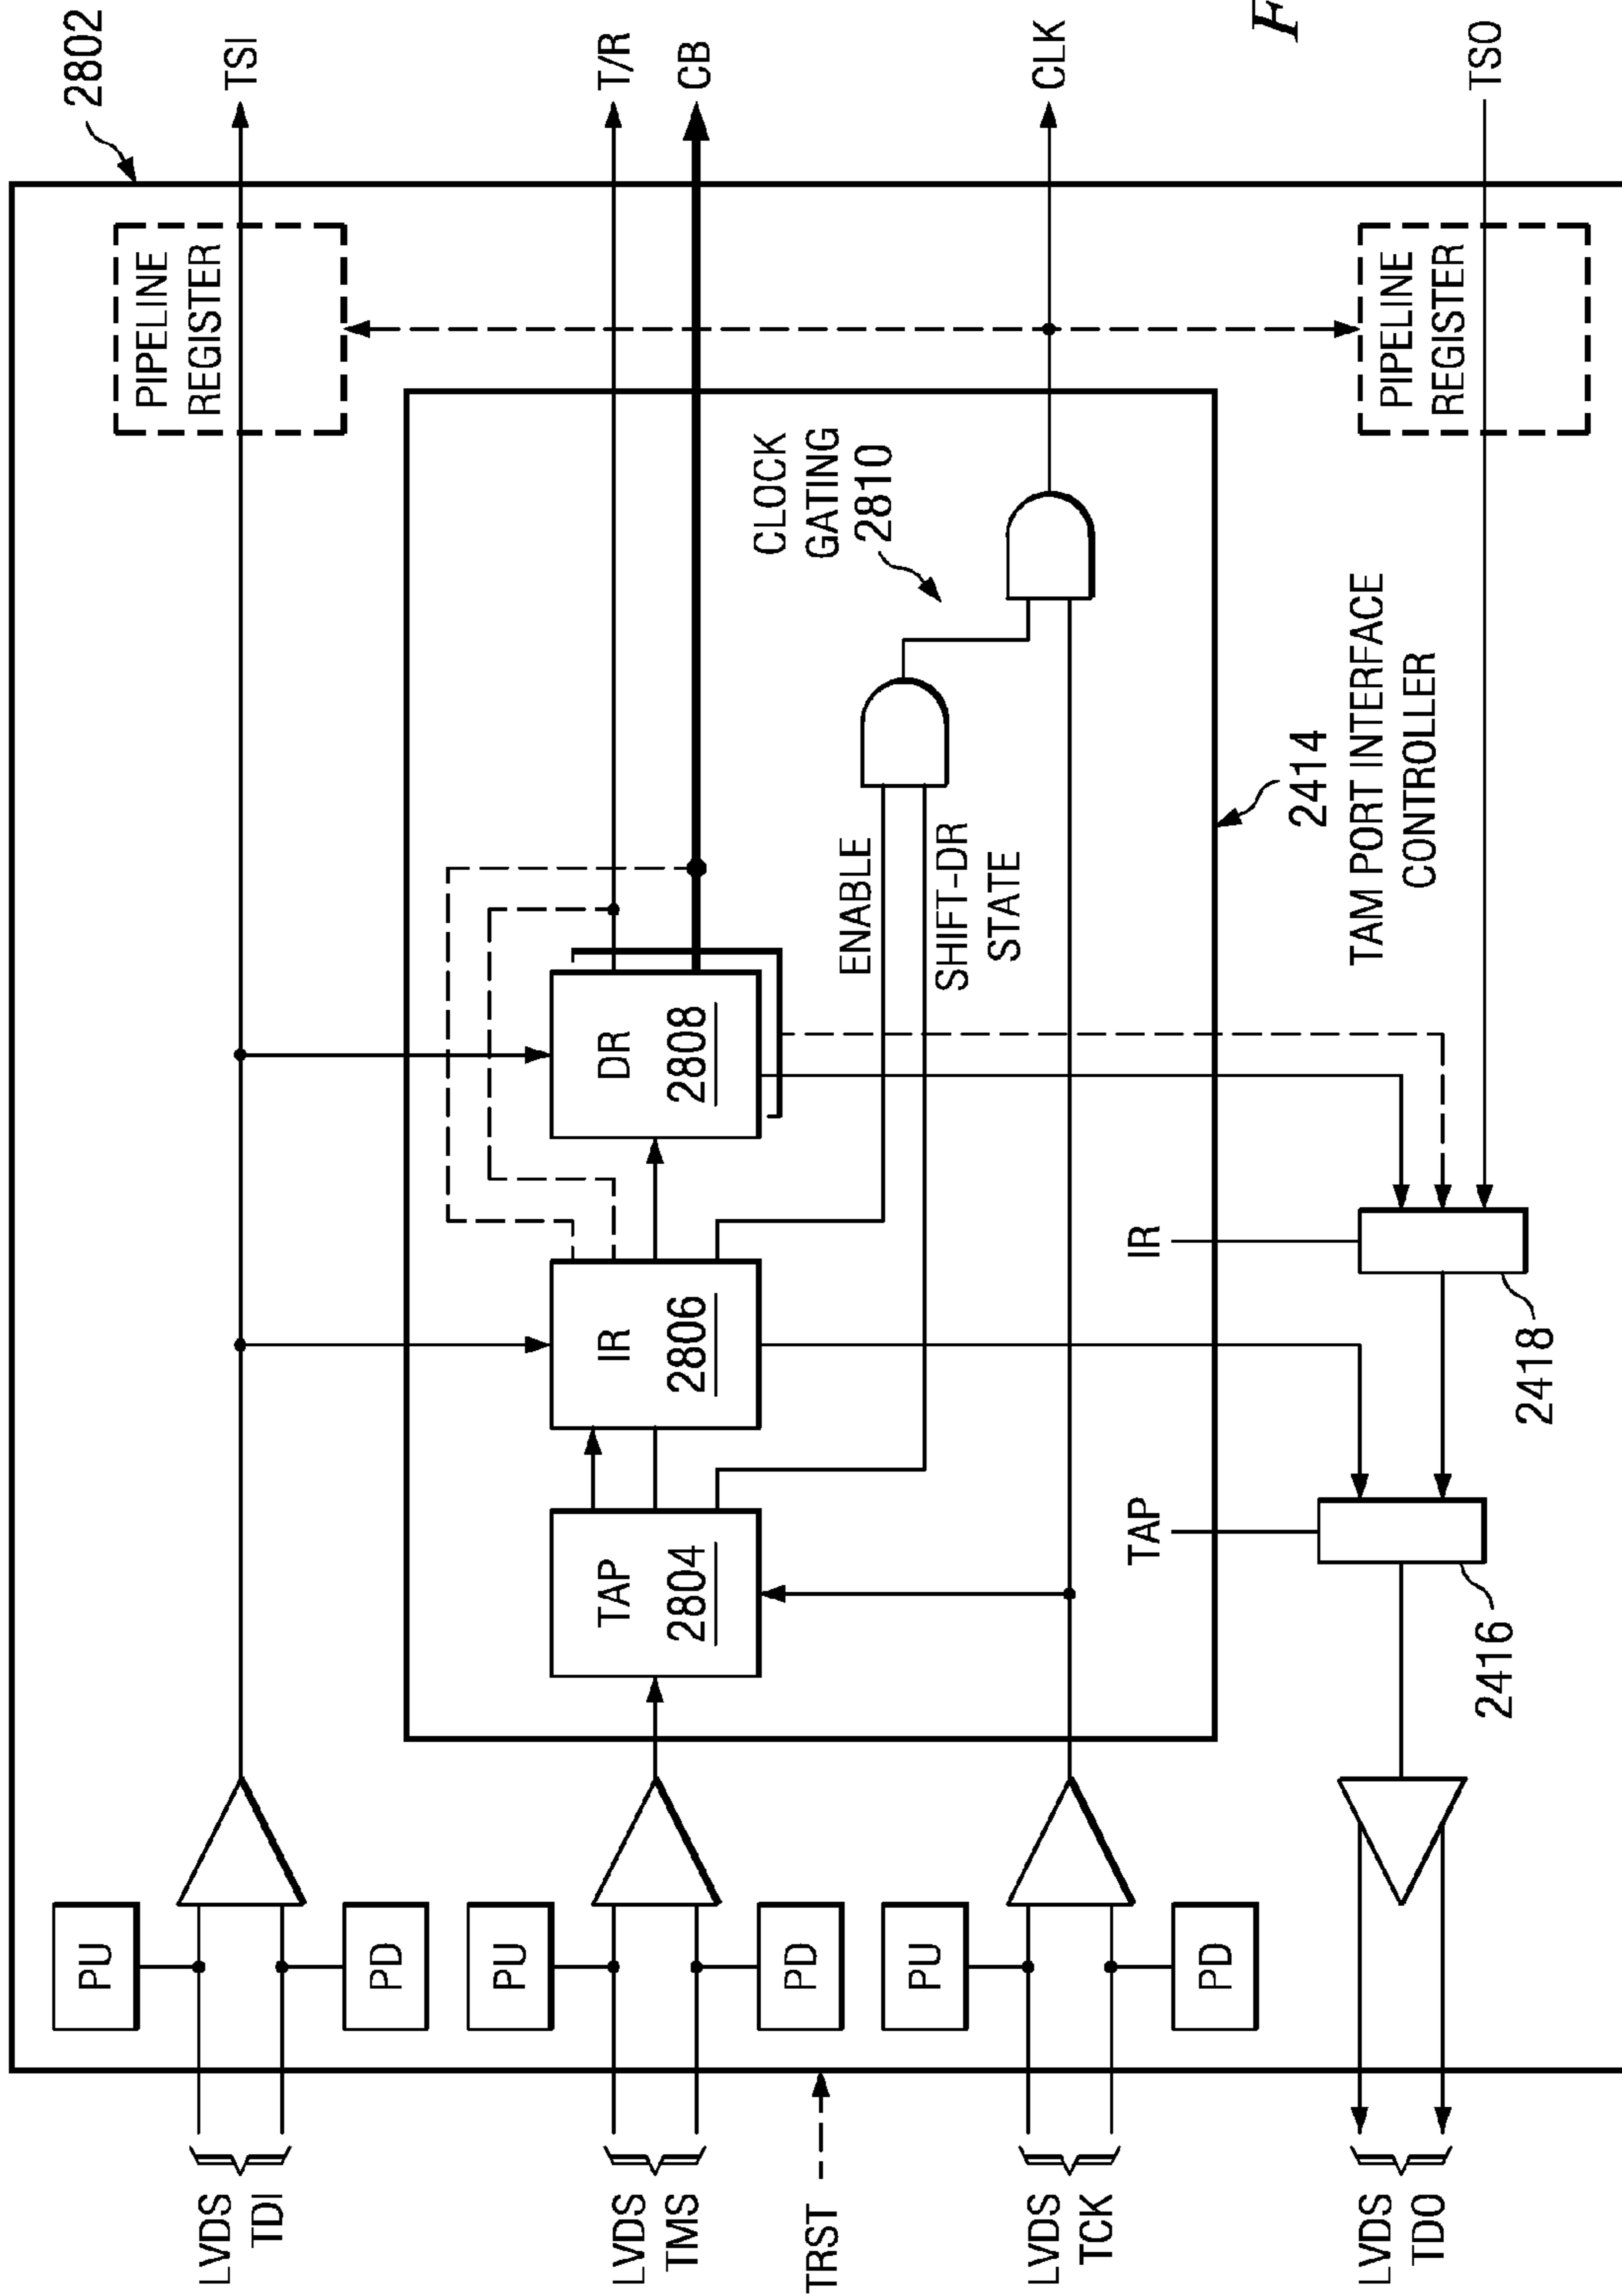 2802
TSI
T/R
CB
CLK
F
TSO
PIPELINE
REGISTER
PIPELINE
REGISTER
CLOCK
GATING
2810
ENABLE
SHIFT-DR
STATE
2414
TAM PORT INTERFACE
CONTROLLER
DR
2808
IR
2806
TAP
2804
IR
TAP
2418
2416
PU
PD
PU
PD
PU
PD
LVDS
TDI
LVDS
TMS
TRST
LVDS
TCK
LVDS
TDO